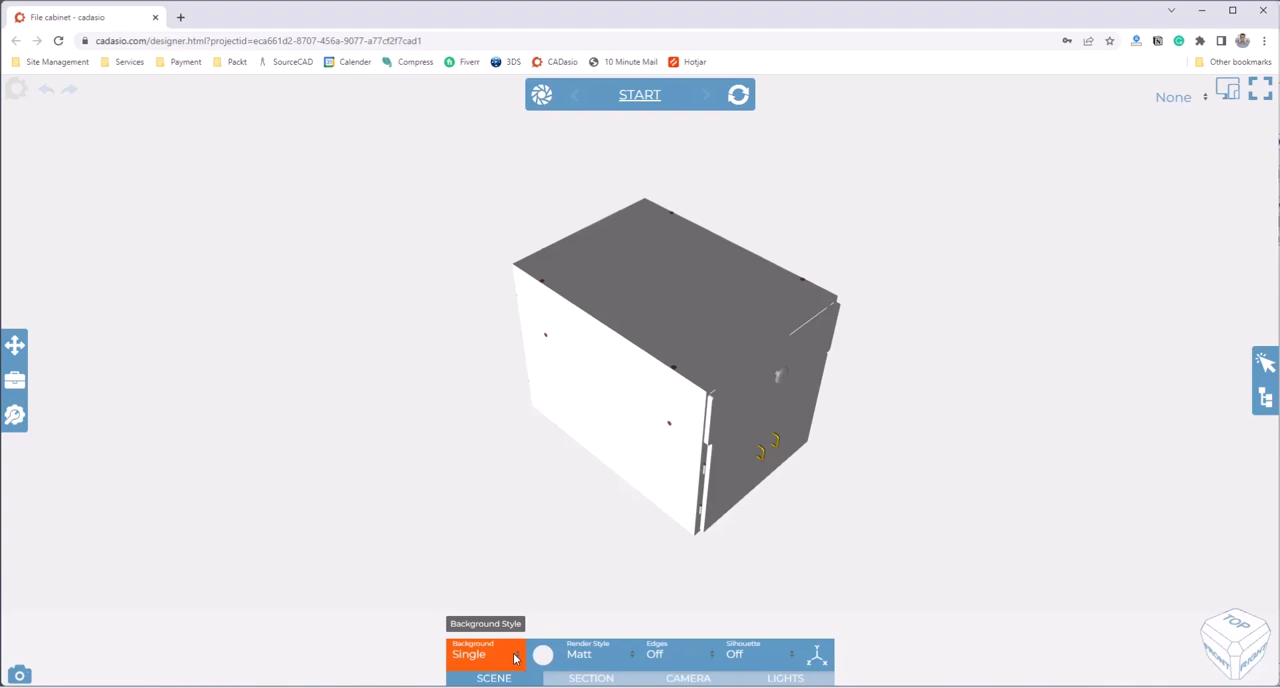 File cabinet - cadasio
cadasio.com/designer.html?projectid=eca661d2-8707-456a-9077-a77cf2f7cad1
Site Management Services Payment Packt SourceCAD Calender Compress Fiverr 3DS CADasio 10 Minute Mail Hotjar Other bookmarks
START
None
TOP
FRONT RIGHT
Background Style
Background Render Style Edges Silhouette
Single Matt Off Off
SCENE SECTION CAMERA LIGHTS